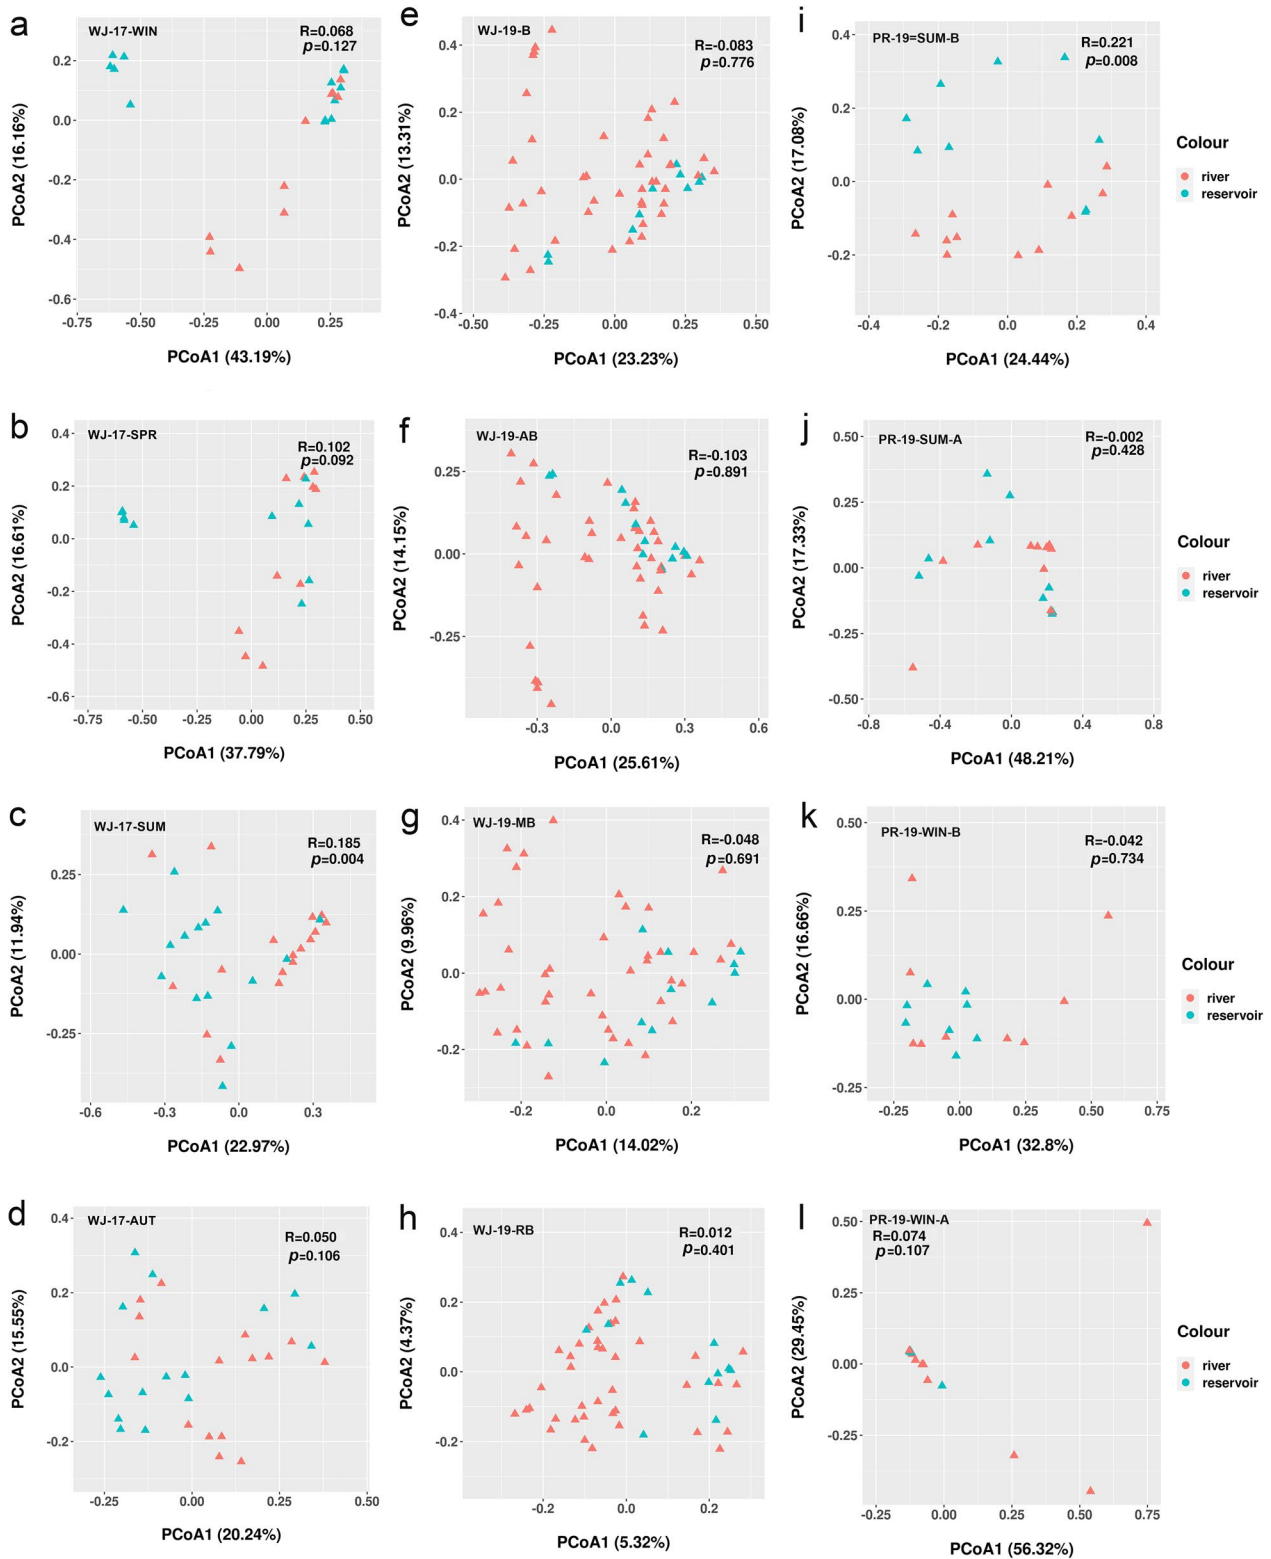 a
WJ-17-WIN
R=0.068
p=0.127
PCoA2 (16.16%)
0.2
0.0
-0.2
-0.4
-0.6
-0.75 -0.50 -0.25 0.00 0.25
PCoA1 (43.19%)
e
WJ-19-B
R=-0.083
p=0.776
PCoA2 (13.31%)
0.4
0.2
0.0
-0.2
-0.4
-0.50 -0.25 0.00 0.25 0.50
PCoA1 (23.23%)
i
PR-19=SUM-B
R=0.221
p=0.008
PCoA2 (17.08%)
0.4
0.2
0.0
-0.2
-0.4 -0.2 0.0 0.2 0.4
PCoA1 (24.44%)
Colour
river
reservoir
b
WJ-17-SPR
R=0.102
p=0.092
PCoA2 (16.61%)
0.4
0.2
0.0
-0.2
-0.4
-0.6
-0.75 -0.50 -0.25 0.00 0.25 0.50
PCoA1 (37.79%)
f
WJ-19-AB
R=-0.103
p=0.891
PCoA2 (14.15%)
0.25
0.00
-0.25
-0.3 0.0 0.3 0.6
PCoA1 (25.61%)
j
PR-19-SUM-A
R=-0.002
p=0.428
PCoA2 (17.33%)
0.50
0.25
0.00
-0.25
-0.50
-0.8 -0.4 0.0 0.4 0.8
PCoA1 (48.21%)
Colour
river
reservoir
c
WJ-17-SUM
R=0.185
p=0.004
PCoA2 (11.94%)
0.25
0.00
-0.25
-0.6 -0.3 0.0 0.3
PCoA1 (22.97%)
g
WJ-19-MB
R=-0.048
p=0.691
PCoA2 (9.96%)
0.4
0.2
0.0
-0.2
-0.2 0.0 0.2
PCoA1 (14.02%)
k
PR-19-WIN-B
R=-0.042
p=0.734
PCoA2 (16.66%)
0.50
0.25
0.00
-0.25
-0.25 0.00 0.25 0.50 0.75
PCoA1 (32.8%)
Colour
river
reservoir
d
WJ-17-AUT
R=0.050
p=0.106
PCoA2 (15.55%)
0.4
0.2
0.0
-0.2
-0.25 0.00 0.25 0.50
PCoA1 (20.24%)
h
WJ-19-RB
R=0.012
p=0.401
PCoA2 (4.37%)
0.4
0.2
0.0
-0.2
-0.2 0.0 0.2
PCoA1 (5.32%)
l
PR-19-WIN-A
R=0.074
p=0.107
PCoA2 (29.45%)
0.50
0.25
0.00
-0.25
-0.25 0.00 0.25 0.50 0.75
PCoA1 (56.32%)
Colour
river
reservoir